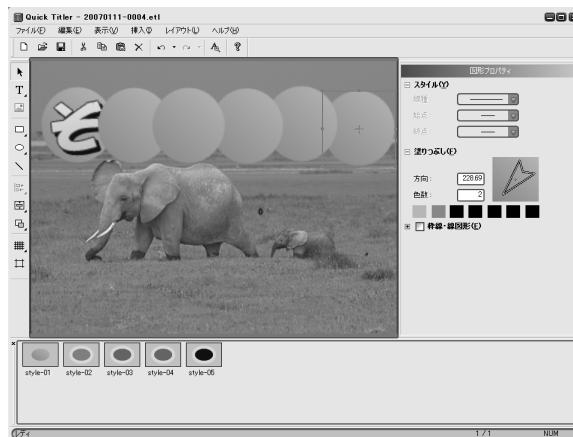 Quick Titler - 20070111-0004.etl
ファイル(F) 編集(E) 表示(V) 挿入(I) レイアウト(L) ヘルプ(H)
図形プロパティ
スタイル(Y)
線種:
始点:
終点:
塗りつぶし(F)
方向: 228.69
色数: 2
枠線・線図形(E)
そ
style-01 style-02 style-03 style-04 style-05
レディ 1 / 1 NUM